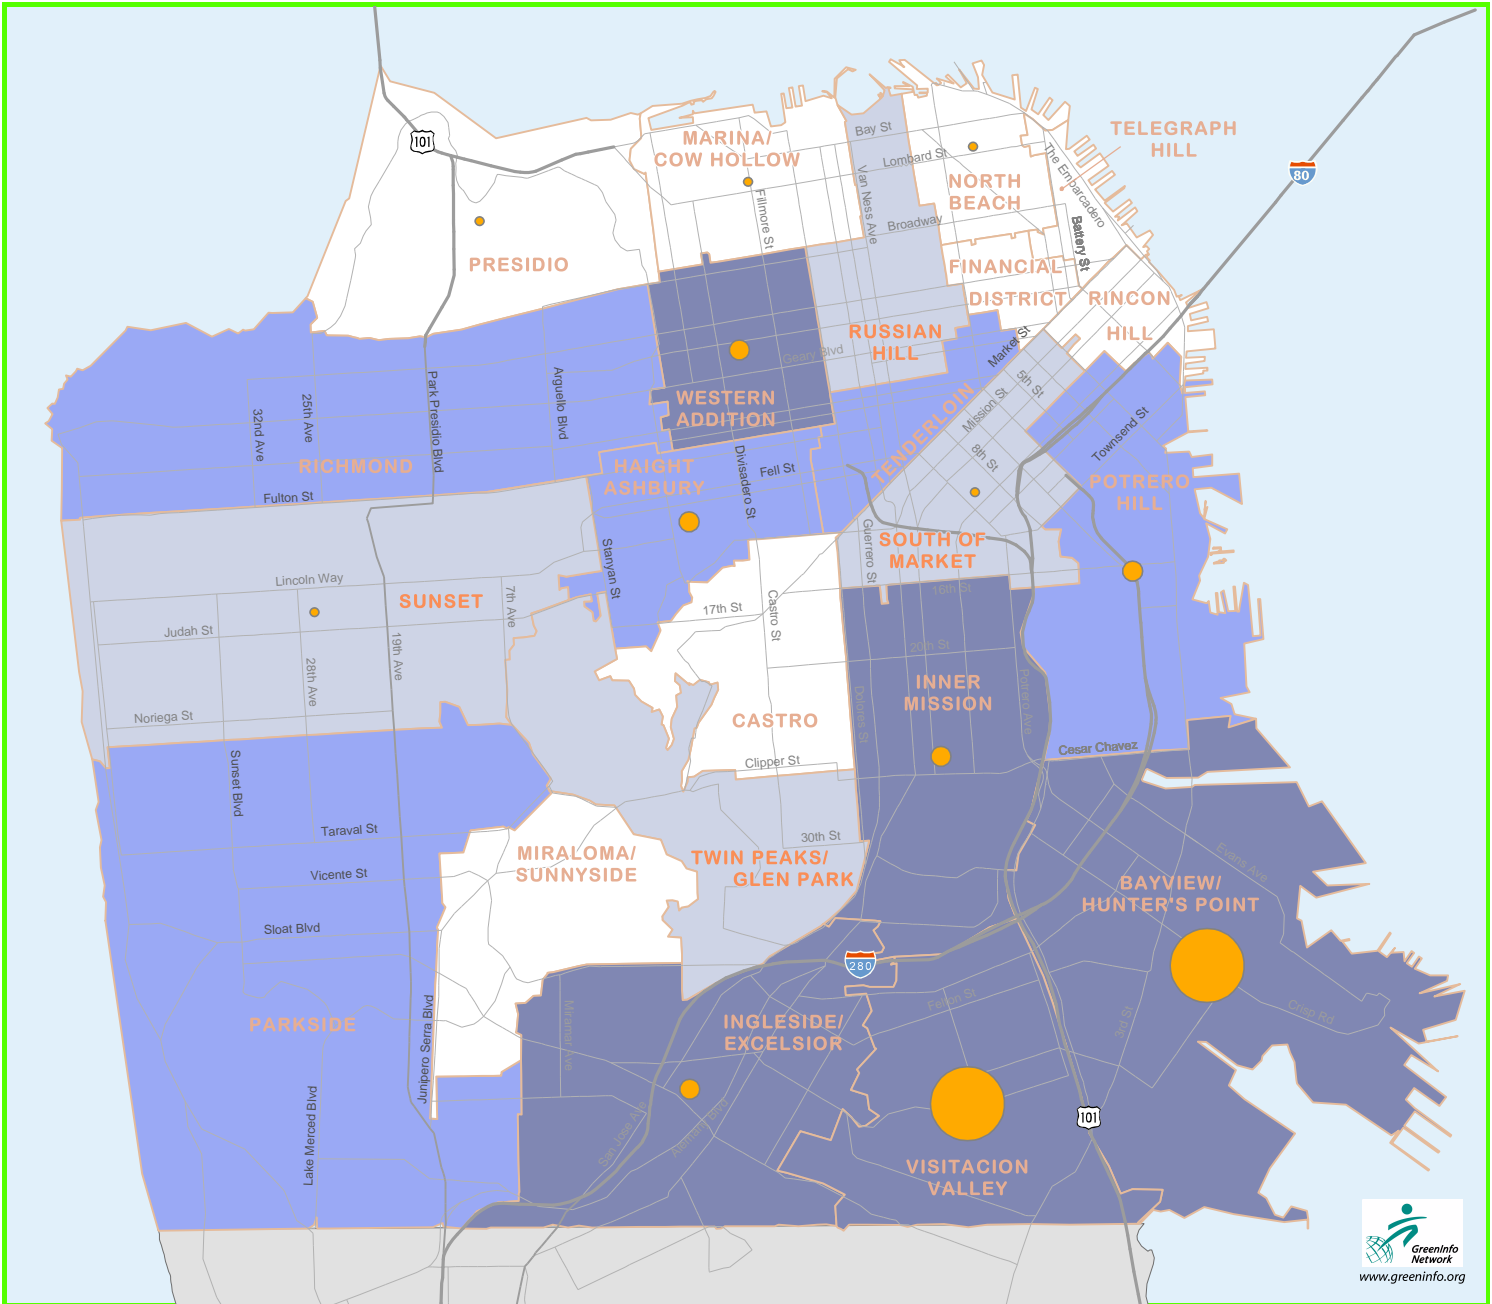 TELEGRAPH
HILL
101
MARINA/
COW HOLLOW
Bay St
Lombard St
The Embarcadero
80
NORTH
BEACH
Van Ness Ave
Fillmore St
Broadway
Battery St
PRESIDIO
FINANCIAL
DISTRICT
RINCON
HILL
RUSSIAN
HILL
Market St
Geary Blvd
5th St
Mission St
8th St
Townsend St
WESTERN
ADDITION
TENDERLOIN
32nd Ave
25th Ave
Park Presidio Blvd
Arguello Blvd
RICHMOND
HAIGHT
ASHBURY
Divisadero St
Fell St
POTRERO
HILL
Fulton St
Stanyan St
Guerrero St
SOUTH OF
MARKET
Lincoln Way
SUNSET
7th Ave
17th St
Castro St
16th St
Judah St
19th Ave
28th Ave
20th St
INNER
MISSION
Dolores St
Potrero Ave
CASTRO
Noriega St
Clipper St
Cesar Chavez
Sunset Blvd
Taraval St
30th St
MIRALOMA/
SUNNYSIDE
TWIN PEAKS/
GLEN PARK
Evans Ave
Vicente St
BAYVIEW/
HUNTER'S POINT
Sloat Blvd
280
Felton St
Crisp Rd
3rd St
PARKSIDE
Junipero Serra Blvd
Miramar Ave
INGLESIDE/
EXCELSIOR
Lake Merced Blvd
San Jose Ave
Alemany Blvd
101
VISITACION
VALLEY
GreenInfo
Network
www.greeninfo.org